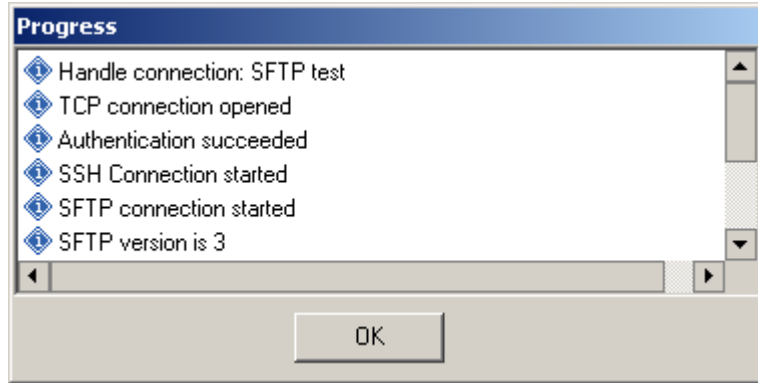 Progress
Handle connection: SFTP test
TCP connection opened
Authentication succeeded
SSH Connection started
SFTP connection started
SFTP version is 3
OK